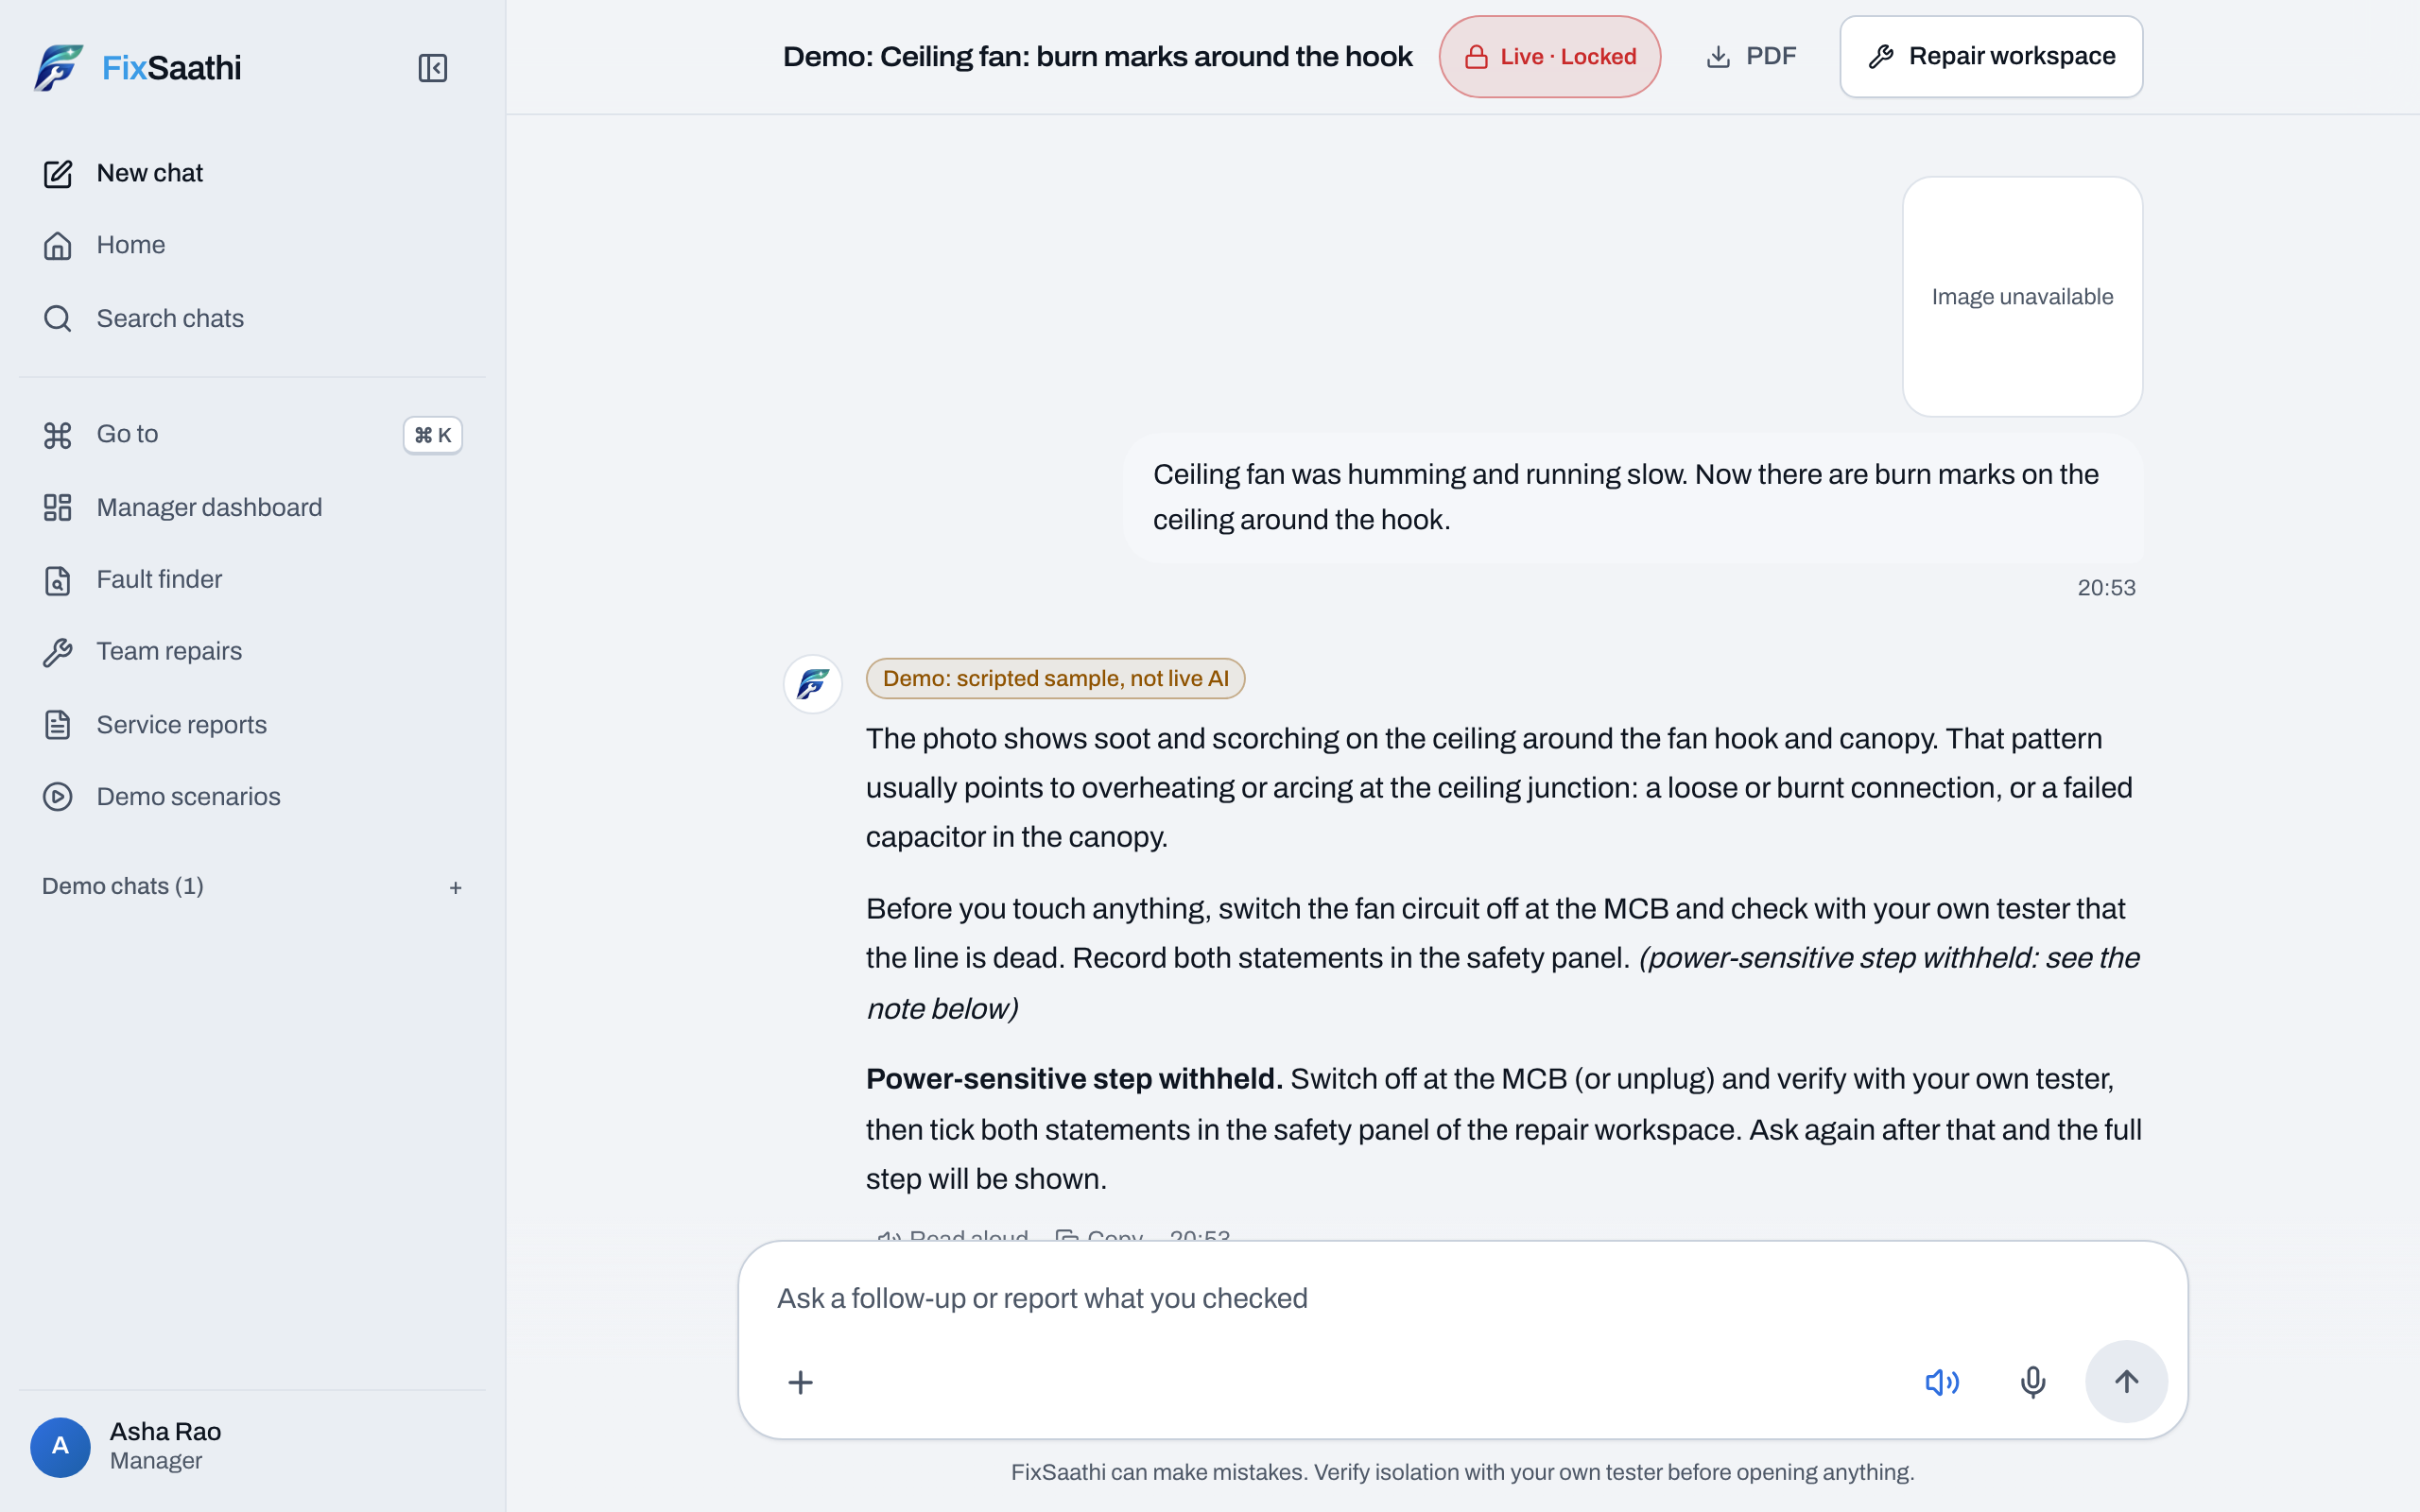 FixSaathi
New chat
Home
Search chats
Go to
⌘ K
Manager dashboard
Fault finder
Team repairs
Service reports
Demo scenarios
Demo chats (1)
+
A
Asha Rao
Manager
Demo: Ceiling fan: burn marks around the hook
Live · Locked
PDF
Repair workspace
Image unavailable
Ceiling fan was humming and running slow. Now there are burn marks on the
ceiling around the hook.
20:53
Demo: scripted sample, not live AI
The photo shows soot and scorching on the ceiling around the fan hook and canopy. That pattern
usually points to overheating or arcing at the ceiling junction: a loose or burnt connection, or a failed
capacitor in the canopy.
Before you touch anything, switch the fan circuit off at the MCB and check with your own tester that
the line is dead. Record both statements in the safety panel. (power-sensitive step withheld: see the
note below)
Power-sensitive step withheld. Switch off at the MCB (or unplug) and verify with your own tester,
then tick both statements in the safety panel of the repair workspace. Ask again after that and the full
step will be shown.
Read aloud
Copy
20:53
Ask a follow-up or report what you checked
FixSaathi can make mistakes. Verify isolation with your own tester before opening anything.